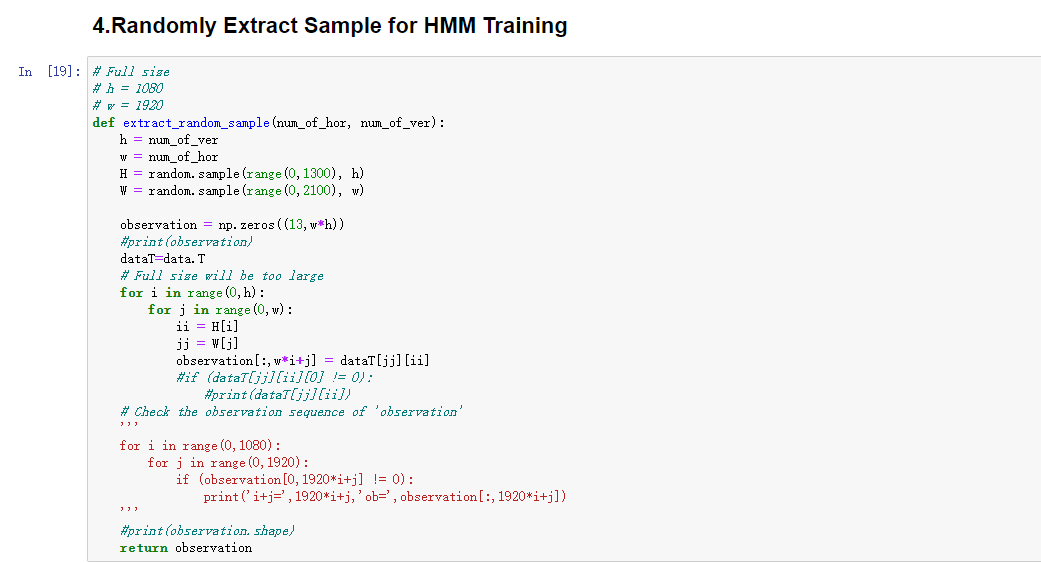 4.Randomly Extract Sample for HMM Training
In [19]: # Full size
# h = 1080
# w = 1920
def extract_random_sample(num_of_hor, num_of_ver):
    h = num_of_ver
    w = num_of_hor
    H = random.sample(range(0,1300), h)
    W = random.sample(range(0,2100), w)

    observation = np.zeros((13,w*h))
    #print(observation)
    dataT=data.T
    # Full size will be too large
    for i in range(0,h):
        for j in range(0,w):
            ii = H[i]
            jj = W[j]
            observation[:,w*i+j] = dataT[jj][ii]
            #if (dataT[jj][ii][0] != 0):
                #print(dataT[jj][ii])
    # Check the observation sequence of 'observation'
    '''
    for i in range(0,1080):
        for j in range(0,1920):
            if (observation[0,1920*i+j] != 0):
                print('i+j=',1920*i+j,'ob=',observation[:,1920*i+j])
    '''
    #print(observation.shape)
    return observation